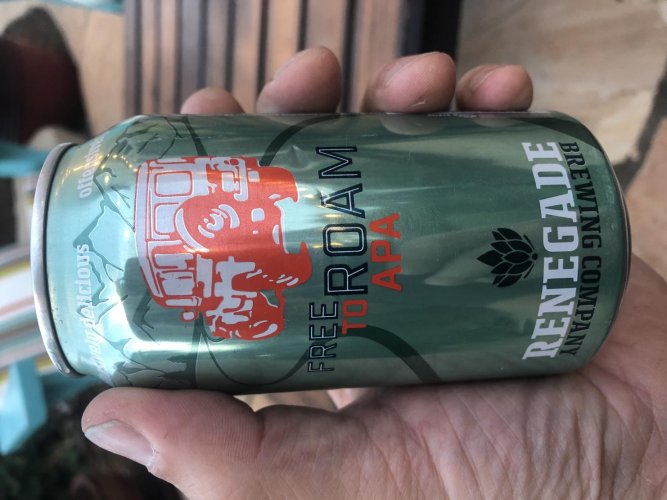 FREE
TO ROAM
APA
RENEGADE
BREWING COMPANY